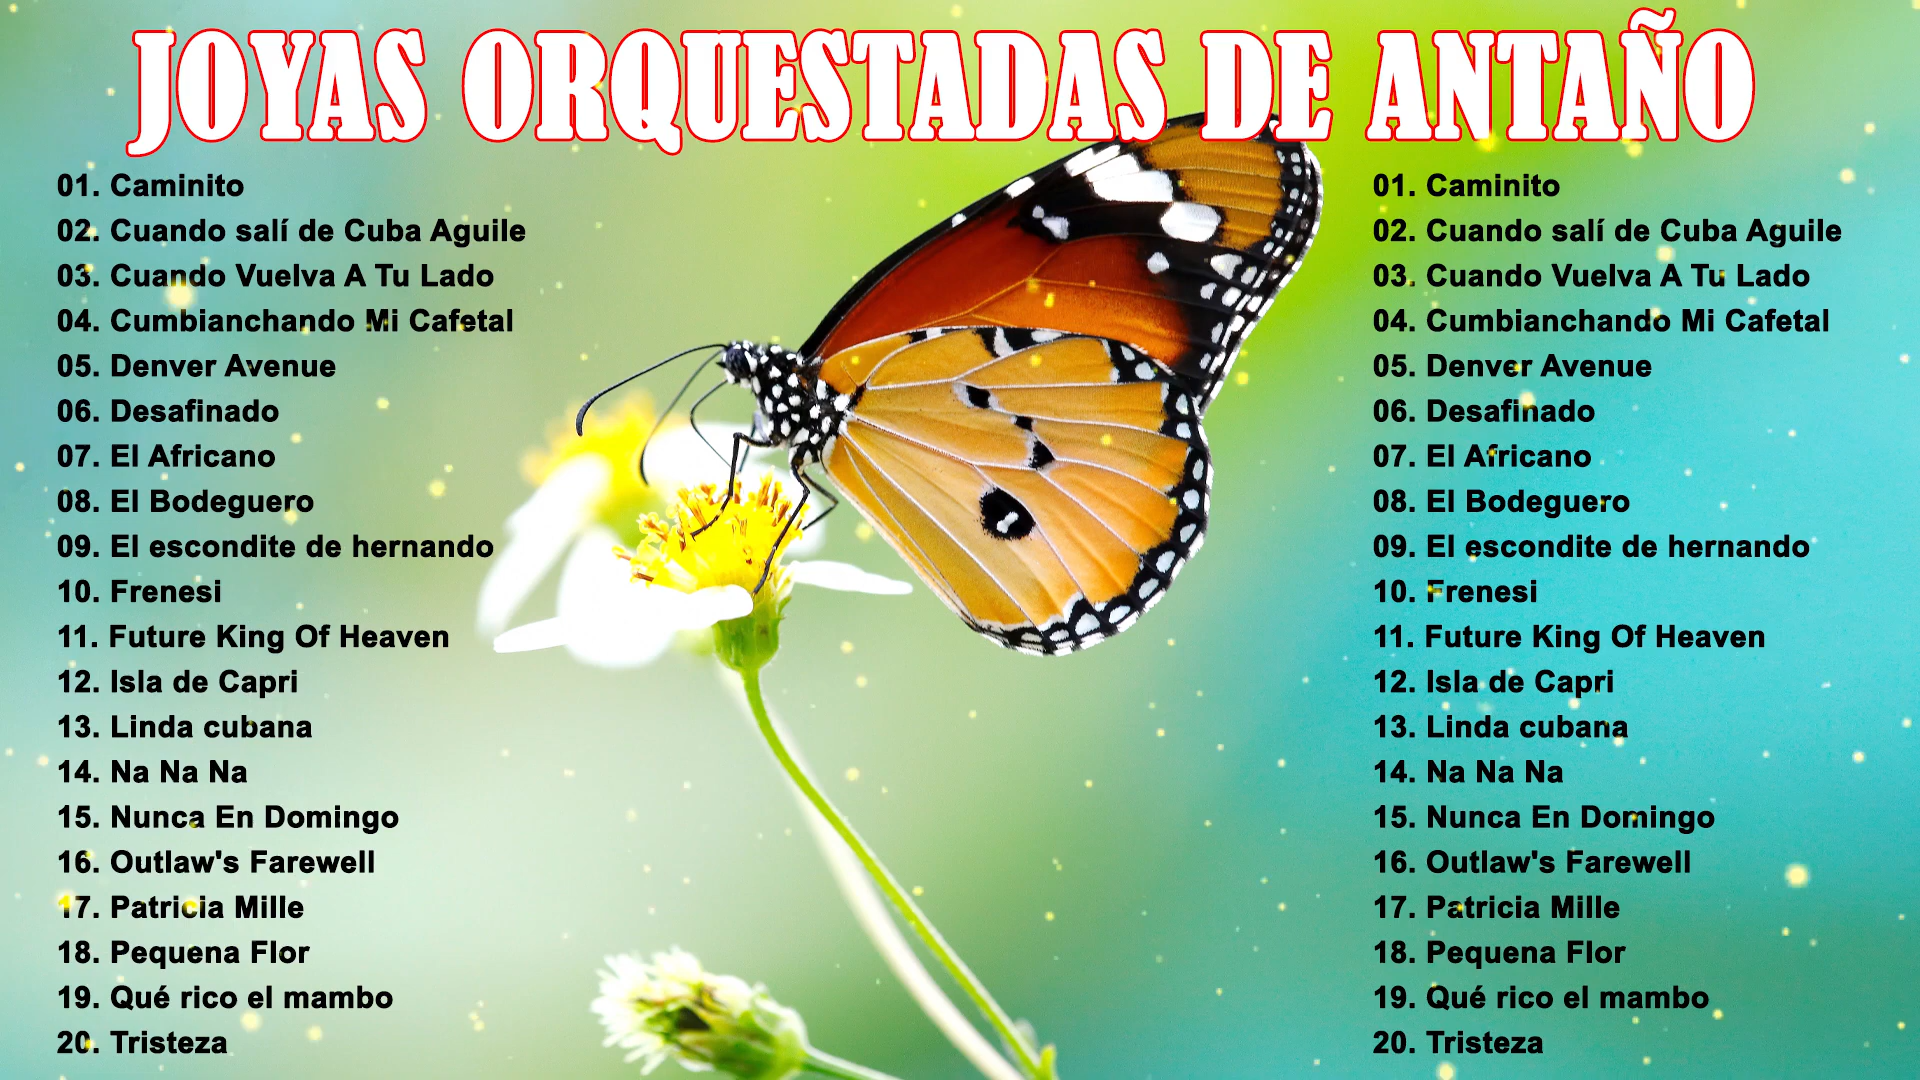 JOYAS ORQUESTADAS DE ANTAÑO
01. Caminito
02. Cuando salí de Cuba Aguile
03. Cuando Vuelva A Tu Lado
04. Cumbianchando Mi Cafetal
05. Denver Avenue
06. Desafinado
07. El Africano
08. El Bodeguero
09. El escondite de hernando
10. Frenesi
11. Future King Of Heaven
12. Isla de Capri
13. Linda cubana
14. Na Na Na
15. Nunca En Domingo
16. Outlaw's Farewell
17. Patricia Mille
18. Pequena Flor
19. Qué rico el mambo
20. Tristeza
01. Caminito
02. Cuando salí de Cuba Aguile
03. Cuando Vuelva A Tu Lado
04. Cumbianchando Mi Cafetal
05. Denver Avenue
06. Desafinado
07. El Africano
08. El Bodeguero
09. El escondite de hernando
10. Frenesi
11. Future King Of Heaven
12. Isla de Capri
13. Linda cubana
14. Na Na Na
15. Nunca En Domingo
16. Outlaw's Farewell
17. Patricia Mille
18. Pequena Flor
19. Qué rico el mambo
20. Tristeza